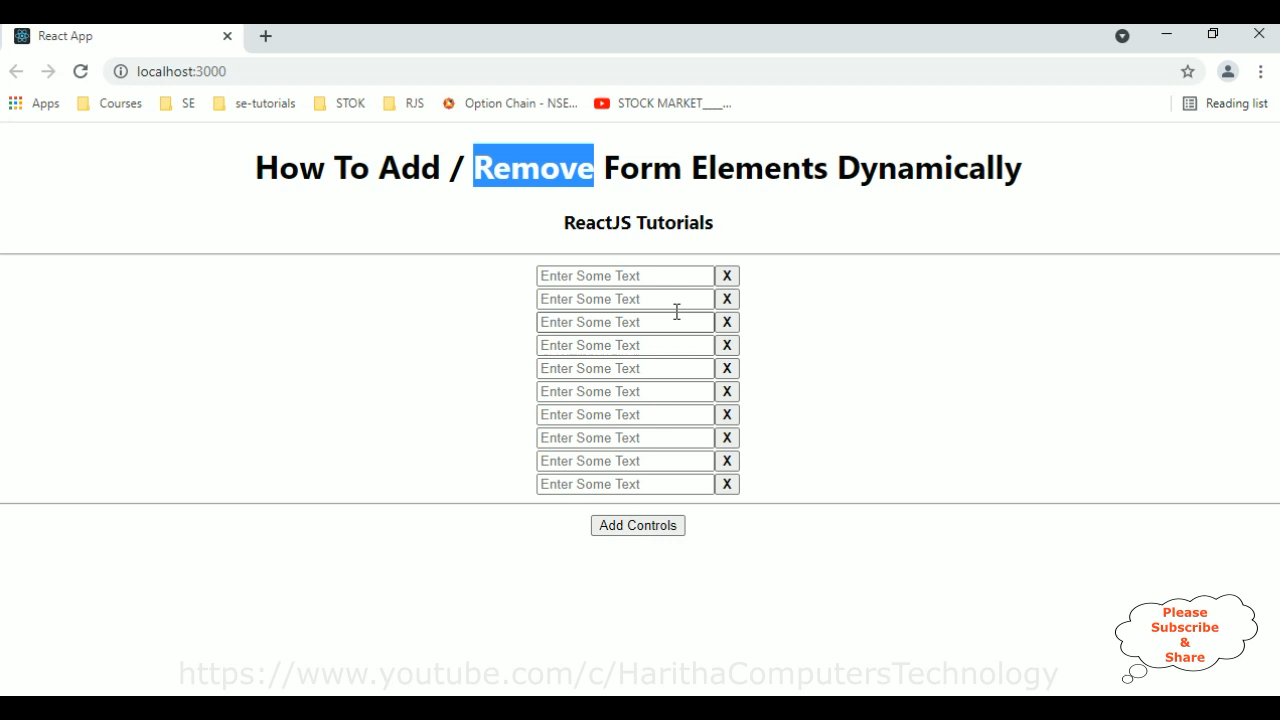 React App
localhost:3000
Apps Courses SE se-tutorials STOK RJS Option Chain - NSE... STOCK MARKET___... Reading list
How To Add / Remove Form Elements Dynamically
ReactJS Tutorials
Enter Some Text X
Enter Some Text X
Enter Some Text X
Enter Some Text X
Enter Some Text X
Enter Some Text X
Enter Some Text X
Enter Some Text X
Enter Some Text X
Enter Some Text X
Add Controls
Please
Subscribe
&
Share
https://www.youtube.com/c/HarithaComputersTechnology